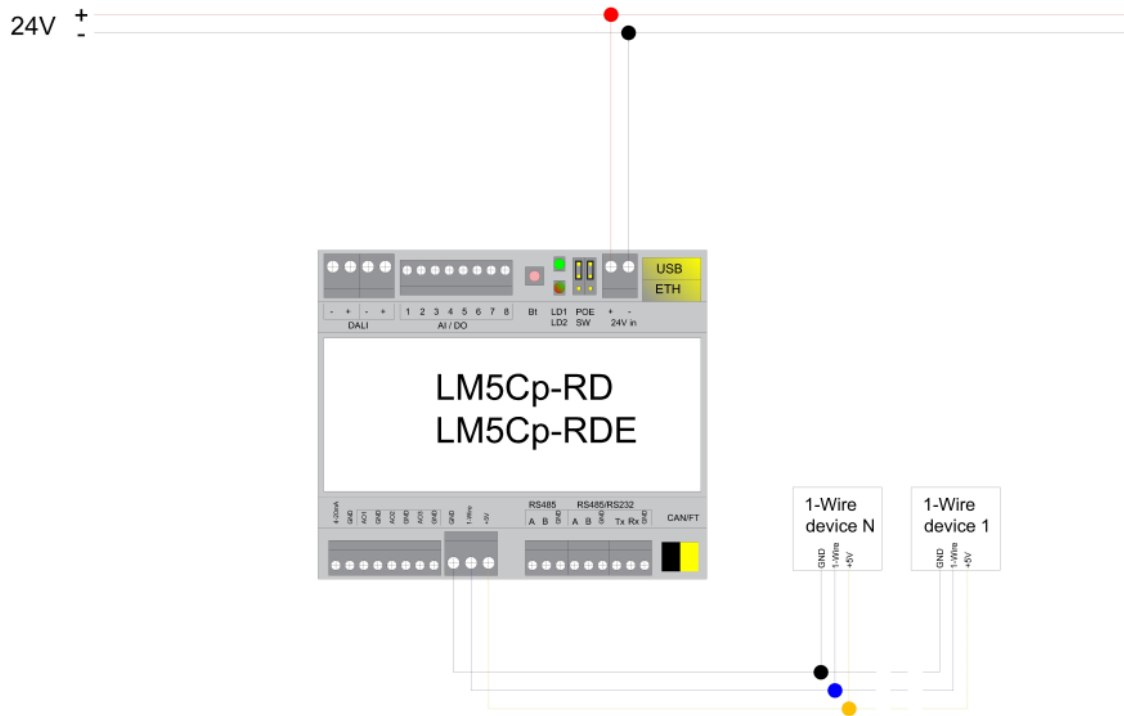 24V + -
USB
ETH
- + - +
DALI
1 2 3 4 5 6 7 8
AI / DO
Bt
LD1
LD2
POE
SW
+ -
24V in
LM5Cp-RD
LM5Cp-RDE
4-20mA
GND
AO1
GND
AO2
GND
AO3
GND
GND
1-Wire
+5V
RS485
A B GND
RS485/RS232
A B GND Tx Rx GND
CAN/FT
1-Wire
device N
GND
1-Wire
+5V
1-Wire
device 1
GND
1-Wire
+5V